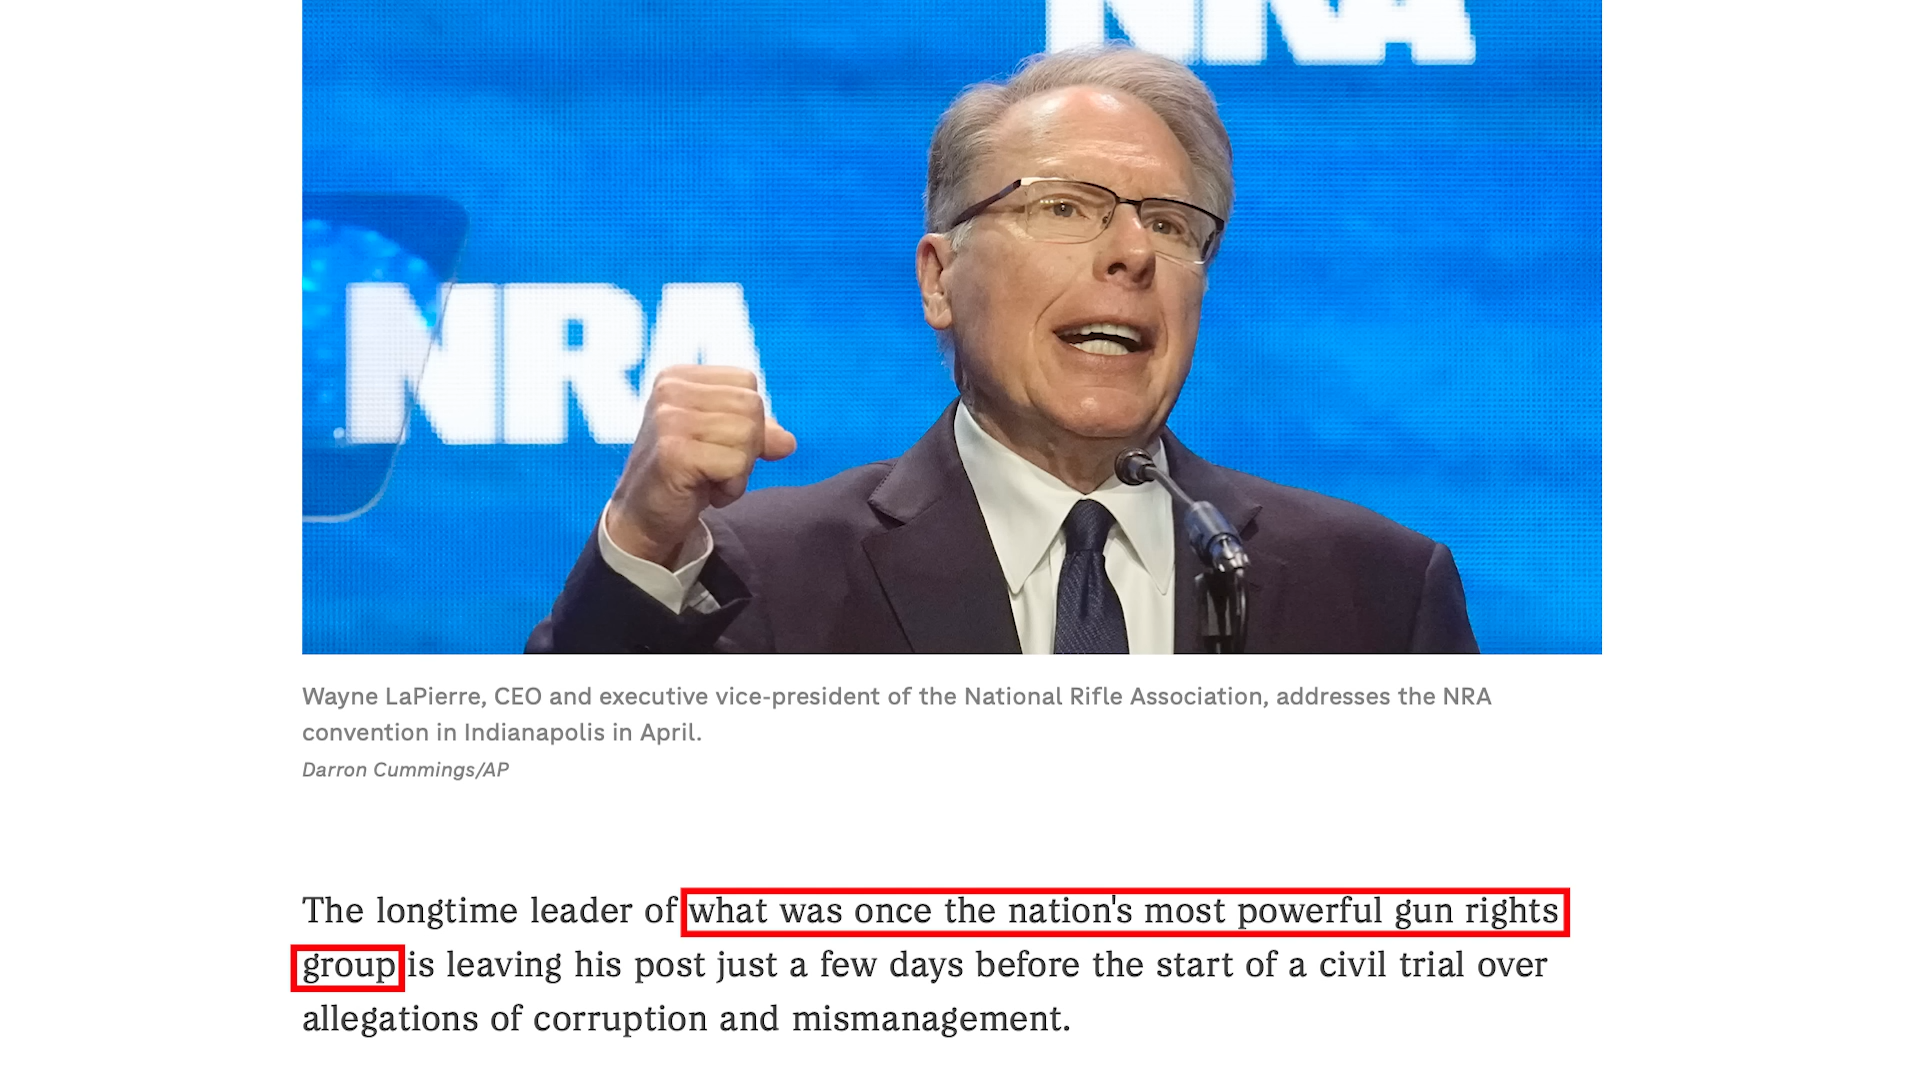 NRA
NRA
Wayne LaPierre, CEO and executive vice-president of the National Rifle Association, addresses the NRA
convention in Indianapolis in April.
Darron Cummings/AP
The longtime leader of what was once the nation's most powerful gun rights
group is leaving his post just a few days before the start of a civil trial over
allegations of corruption and mismanagement.